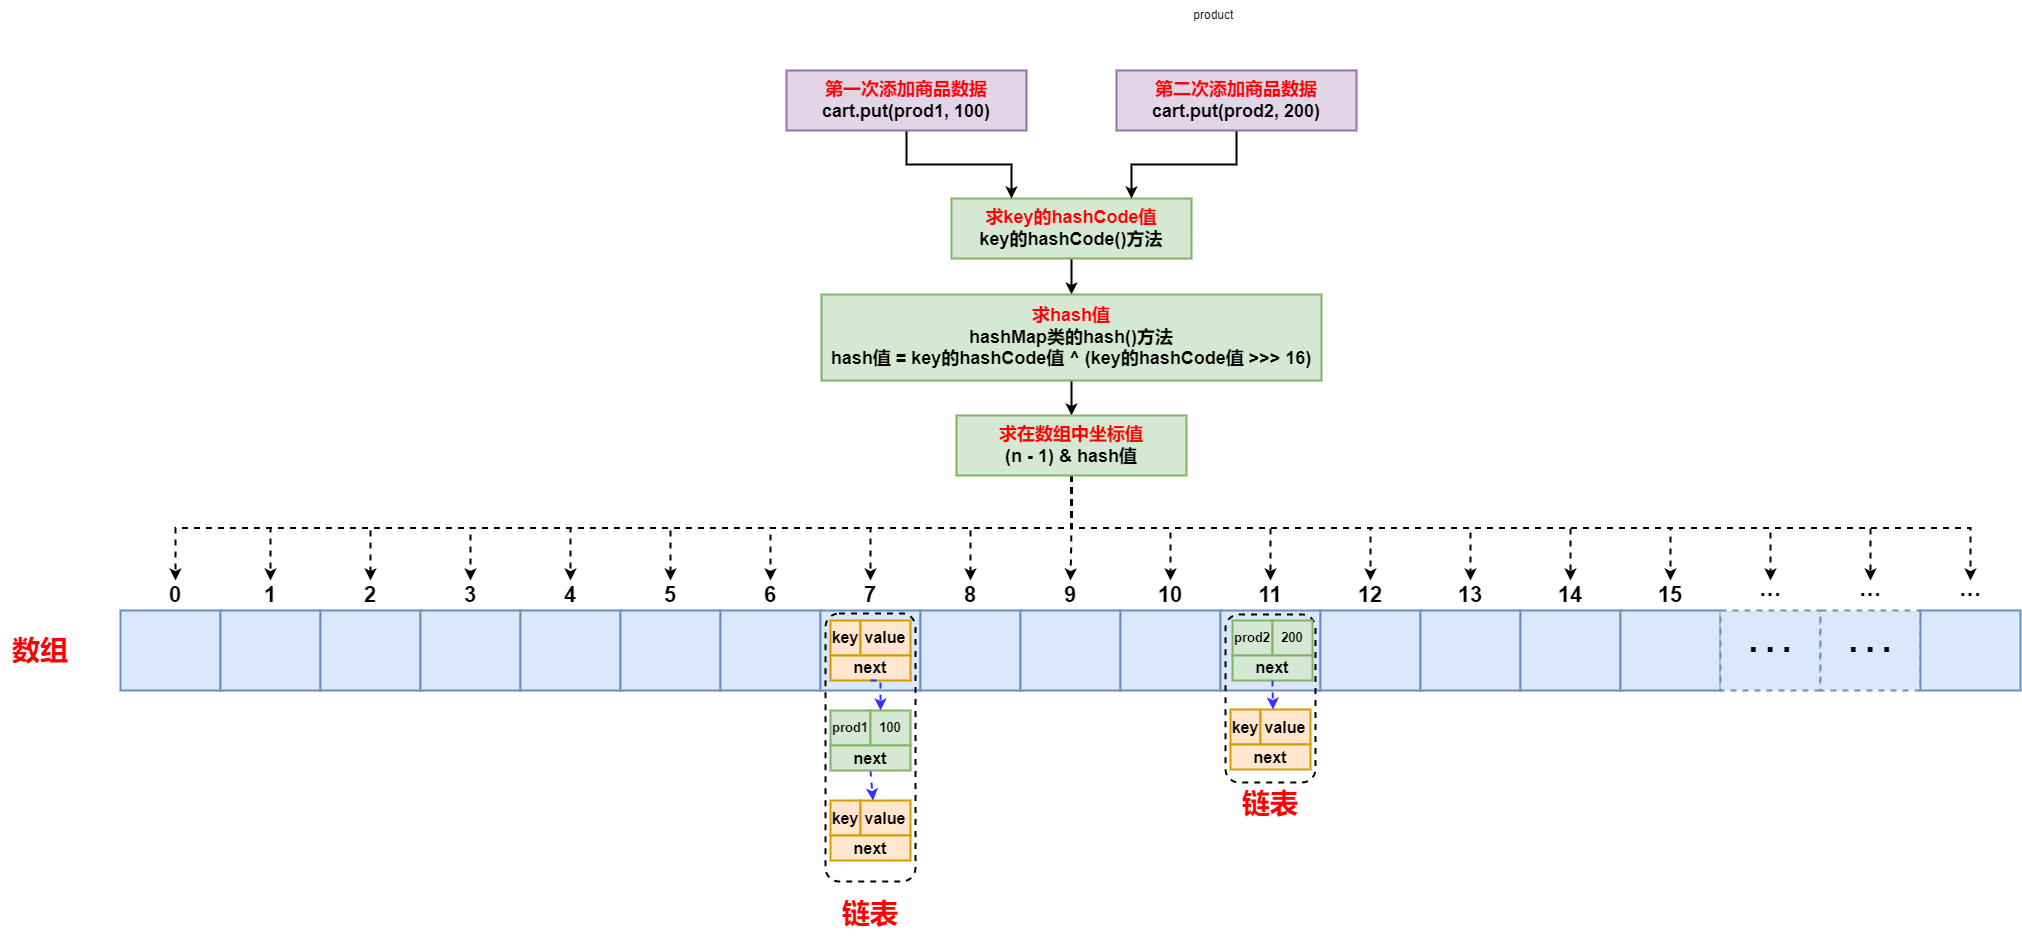 product
第一次添加商品数据
cart.put(prod1, 100)
第二次添加商品数据
cart.put(prod2, 200)
求key的hashCode值
key的hashCode()方法
求hash值
hashMap类的hash()方法
hash值 = key的hashCode值 ^ (key的hashCode值 >>> 16)
求在数组中坐标值
(n - 1) & hash值
0 1 2 3 4 5 6 7 8 9 10 11 12 13 14 15 ... ... ...
数组
key value
next
prod2 200
next
... ...
prod1 100
next
key value
next
链表
key value
next
链表